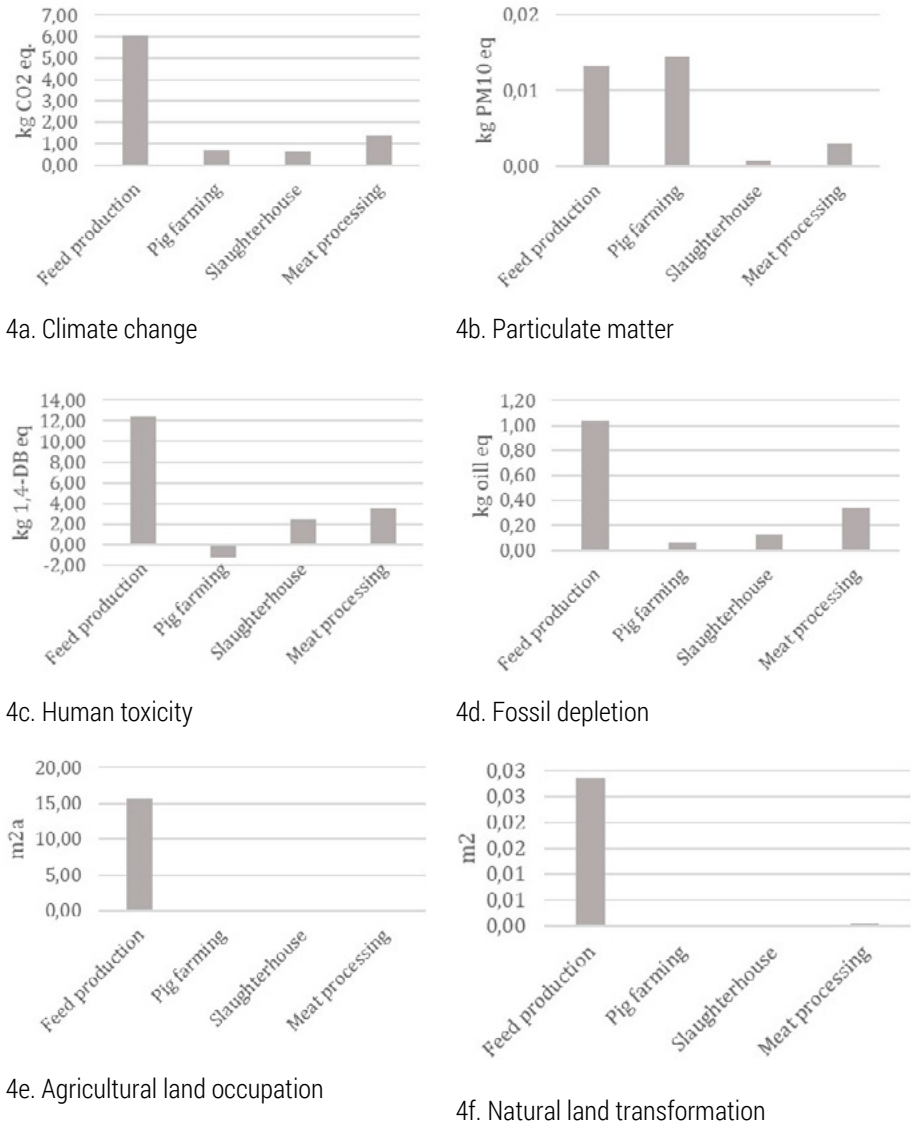 7,00
6,00
5,00
4,00
3,00
2,00
1,00
0,00
kg CO2 eq.
Feed production
Pig farming
Slaughterhouse
Meat processing
4a. Climate change
0,02
0,01
0,00
kg PM10 eq
Feed production
Pig farming
Slaughterhouse
Meat processing
4b. Particulate matter
14,00
12,00
10,00
8,00
6,00
4,00
2,00
0,00
-2,00
kg 1,4-DB eq
Feed production
Pig farming
Slaughterhouse
Meat processing
4c. Human toxicity
1,20
1,00
0,80
0,60
0,40
0,20
0,00
kg oill eq
Feed production
Pig farming
Slaughterhouse
Meat processing
4d. Fossil depletion
20,00
15,00
10,00
5,00
0,00
m2a
Feed production
Pig farming
Slaughterhouse
Meat processing
4e. Agricultural land occupation
0,03
0,03
0,02
0,02
0,01
0,01
0,00
m2
Feed production
Pig farming
Slaughterhouse
Meat processing
4f. Natural land transformation